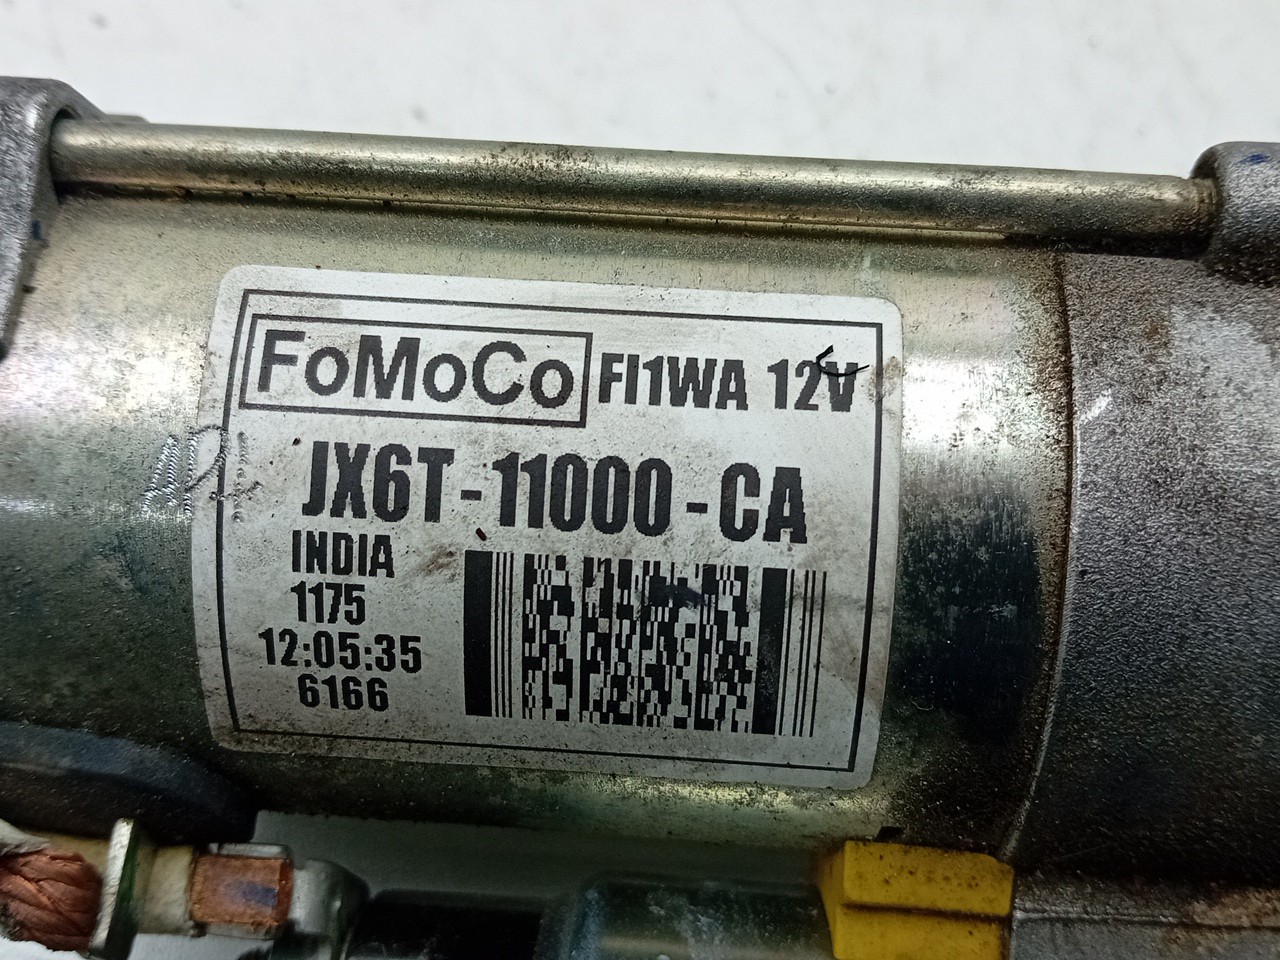 FoMoCo FI1WA 12V
JX6T-11000-CA
INDIA
1175
12:05:35
6166